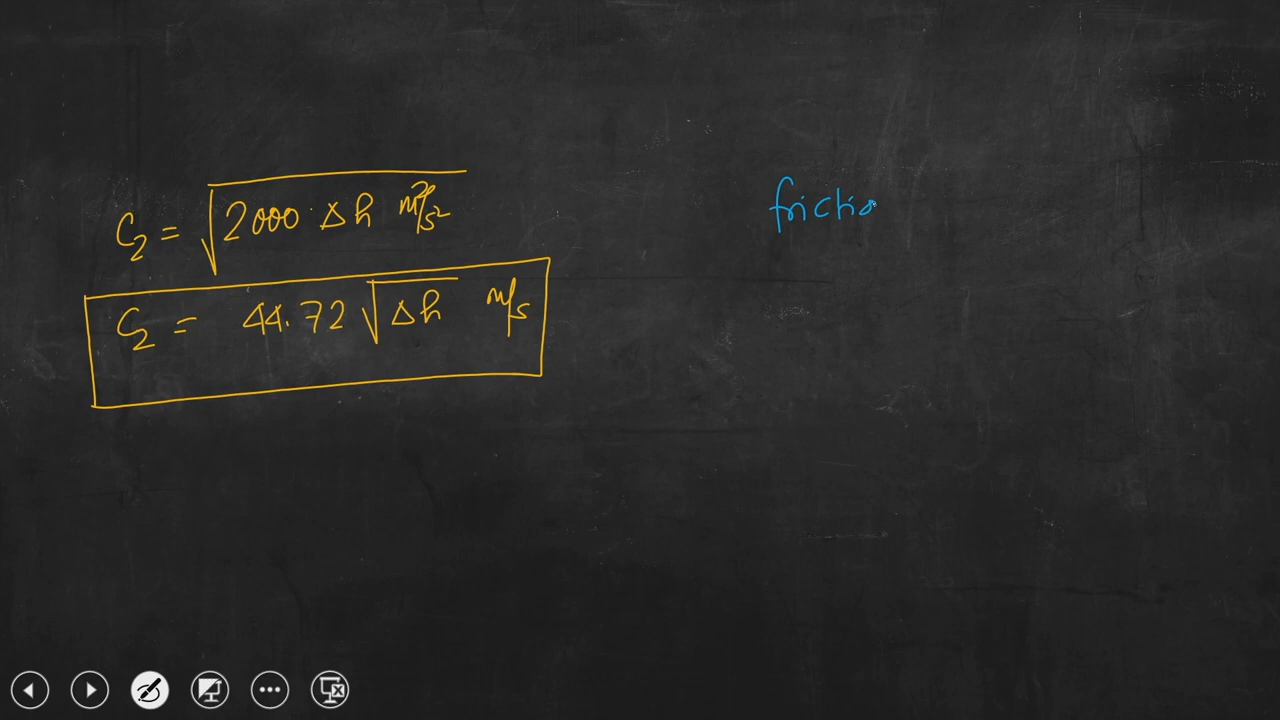 C₂ = √2000·Δh m²/s²
C₂ = 44.72 √Δh m/s
frictio